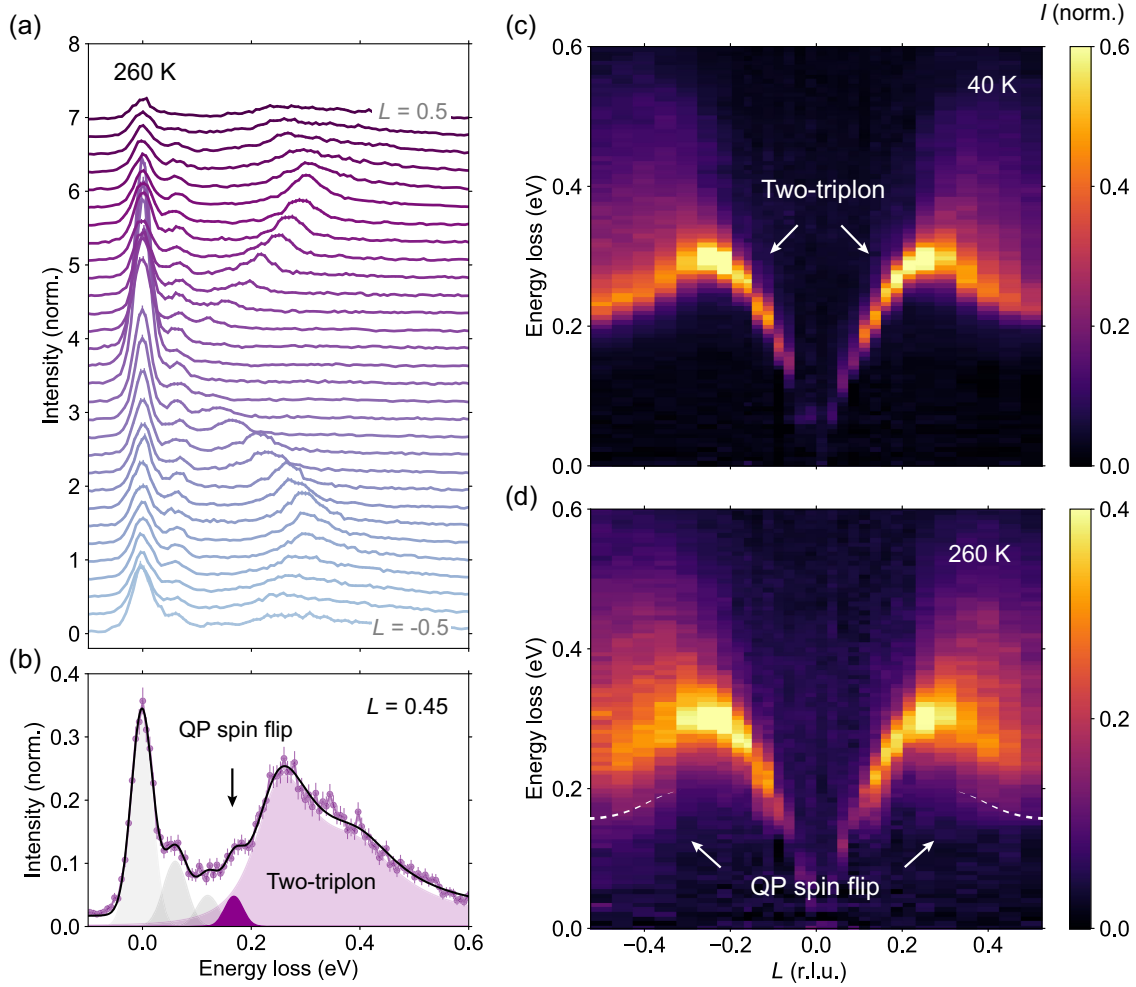 (a)
260 K
L = 0.5
L = -0.5
8
7
6
5
4
3
2
1
0
Intensity (norm.)
(b)
L = 0.45
QP spin flip
Two-triplon
0.4
0.3
0.2
0.1
0.0
Intensity (norm.)
0.0 0.2 0.4 0.6
Energy loss (eV)
(c)
I (norm.)
40 K
Two-triplon
0.6
0.4
0.2
0.0
Energy loss (eV)
0.6
0.4
0.2
0.0
(d)
260 K
QP spin flip
0.6
0.4
0.2
0.0
Energy loss (eV)
−0.4 −0.2 0.0 0.2 0.4
L (r.l.u.)
0.4
0.2
0.0